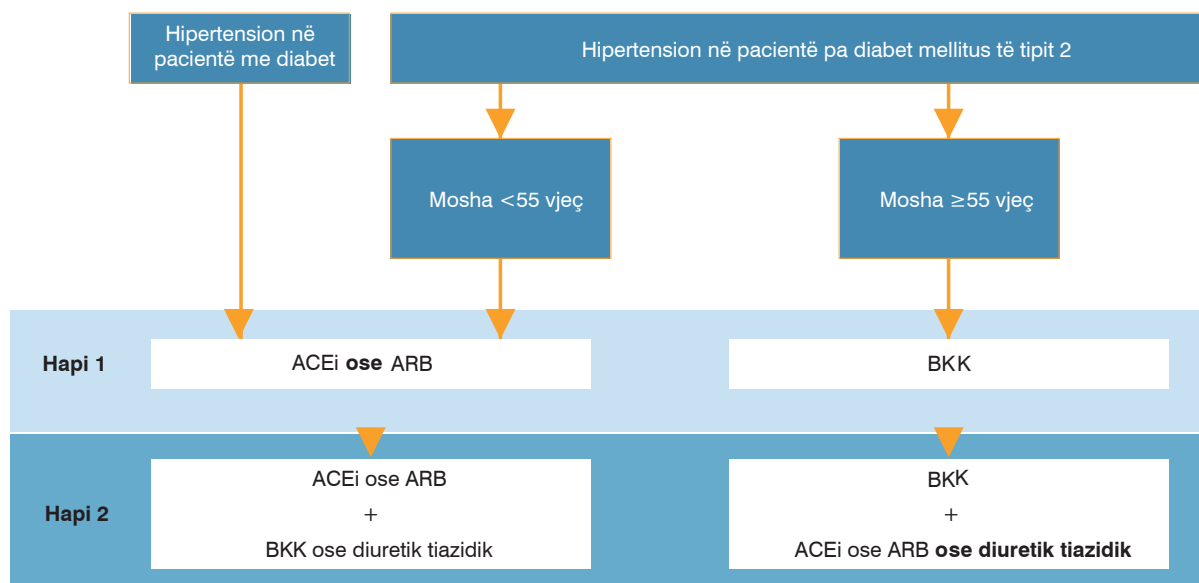 Hipertension në
pacientë me diabet
Hipertension në pacientë pa diabet mellitus të tipit 2
Mosha <55 vjeç
Mosha ≥55 vjeç
Hapi 1
ACEi ose ARB
BKK
Hapi 2
ACEi ose ARB
+
BKK ose diuretik tiazidik
BKK
+
ACEi ose ARB ose diuretik tiazidik